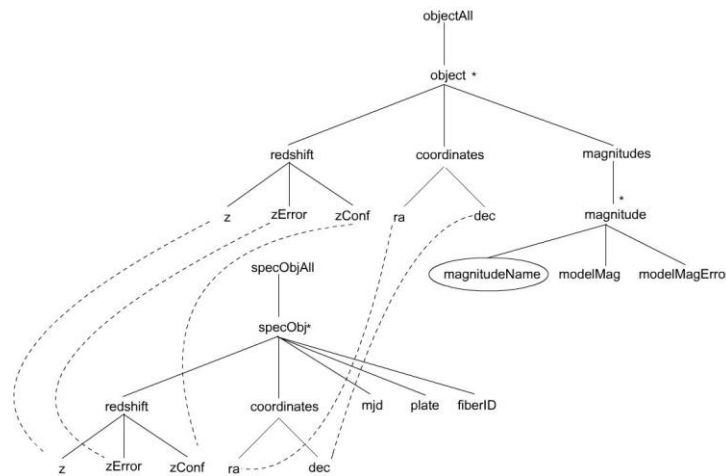 objectAll
object *
redshift coordinates magnitudes
*
z zError zConf ra dec magnitude
specObjAll magnitudeName modelMag modelMagErro
specObj*
redshift coordinates mjd plate fiberID
z zError zConf ra dec